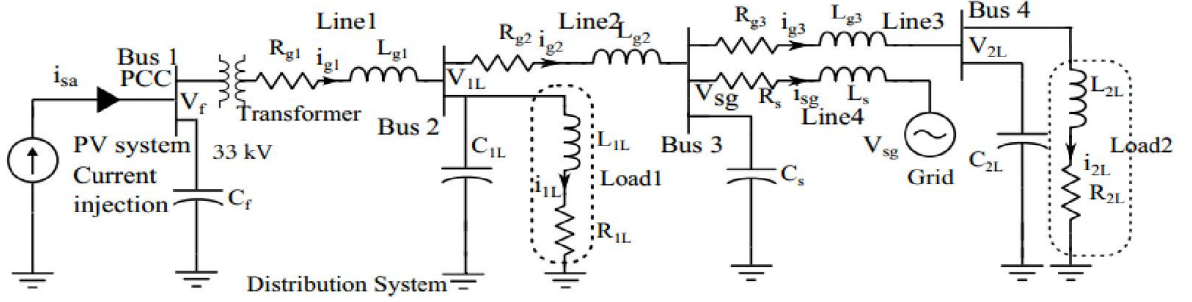 Line1
Line2
Line3
Bus 4
Bus 1
PCC
i_sa
R_g1
i_g1
L_g1
R_g2
i_g2
L_g2
R_g3
i_g3
L_g3
V_f
Transformer
V_1L
V_sg
R_s
i_sg
L_s
V_2L
L_2L
Bus 2
Line4
PV system
33 kV
Current
injection
C_f
C_1L
L_1L
i_1L
Load1
R_1L
Bus 3
C_s
V_sg
Grid
C_2L
Load2
i_2L
R_2L
Distribution System